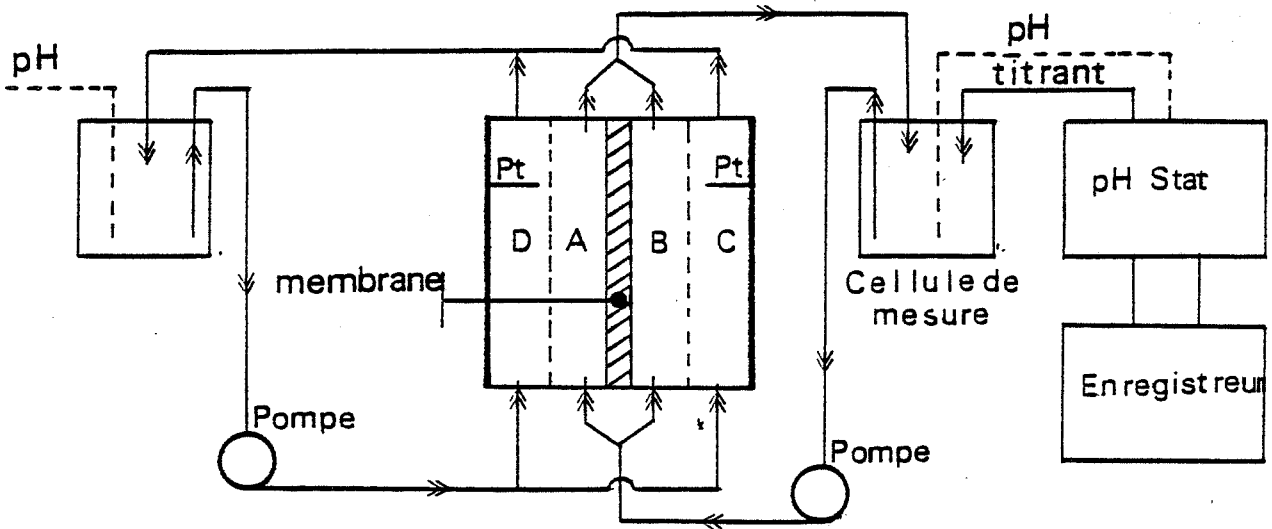 pH
pH
titrant
Pt
Pt
pH Stat
D
A
B
C
membrane
Cellule de
mesure
Enregistreur
Pompe
Pompe